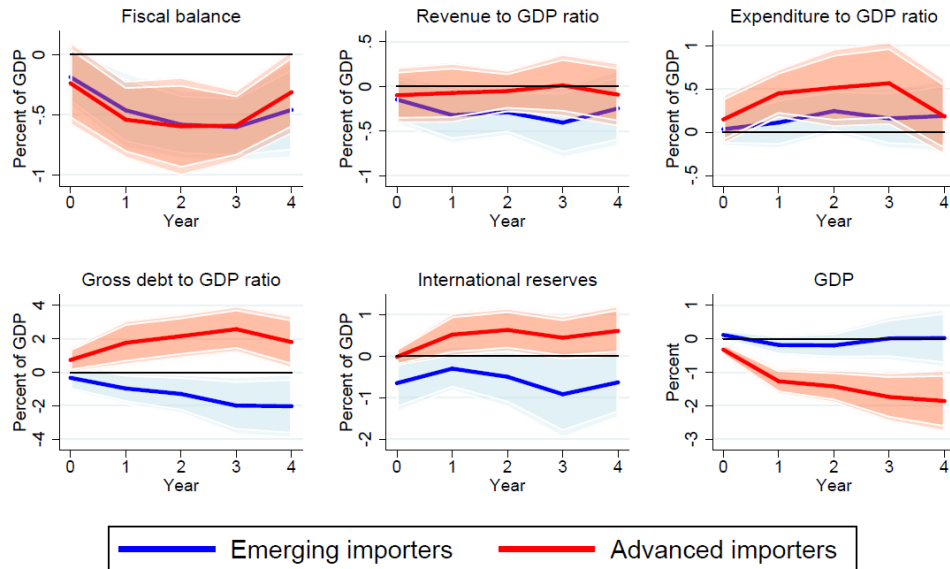 Fiscal balance
Percent of GDP
0
-.5
-1
0 1 2 3 4
Year
Revenue to GDP ratio
Percent of GDP
.5
0
-.5
-1
0 1 2 3 4
Year
Expenditure to GDP ratio
Percent of GDP
1
.5
0
-.5
0 1 2 3 4
Year
Gross debt to GDP ratio
Percent of GDP
4
2
0
-2
-4
0 1 2 3 4
Year
International reserves
Percent of GDP
1
0
-1
-2
0 1 2 3 4
Year
GDP
Percent
1
0
-1
-2
-3
0 1 2 3 4
Year
Emerging importers
Advanced importers